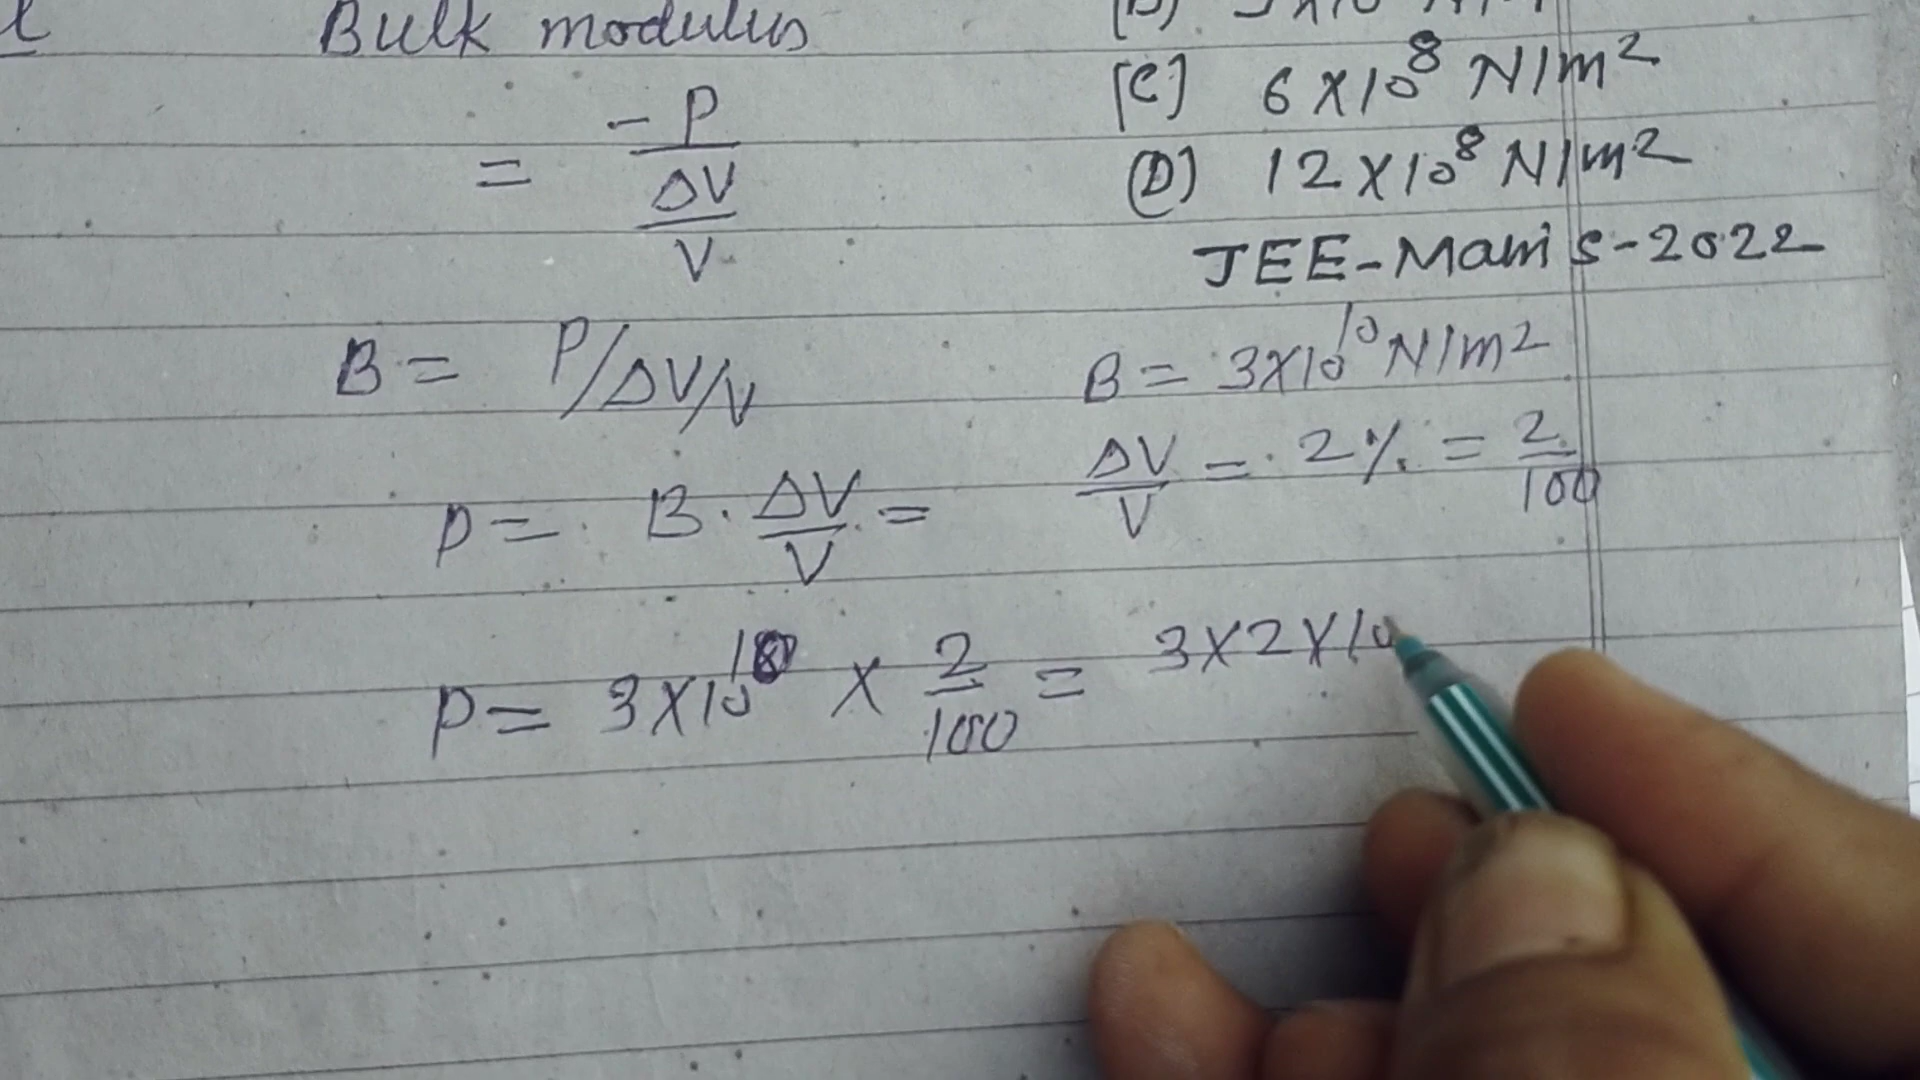 Bulk modulus
= -P / ΔV/V
[C] 6×10⁸ N/m²
(D) 12×10⁸ N/m²
JEE-Mains-2022
B = P/ΔV/V
B = 3×10¹⁰ N/m²
ΔV/V = 2% = 2/100
P = B · ΔV/V =
P = 3×10¹⁰ × 2/100 = 3×2×10